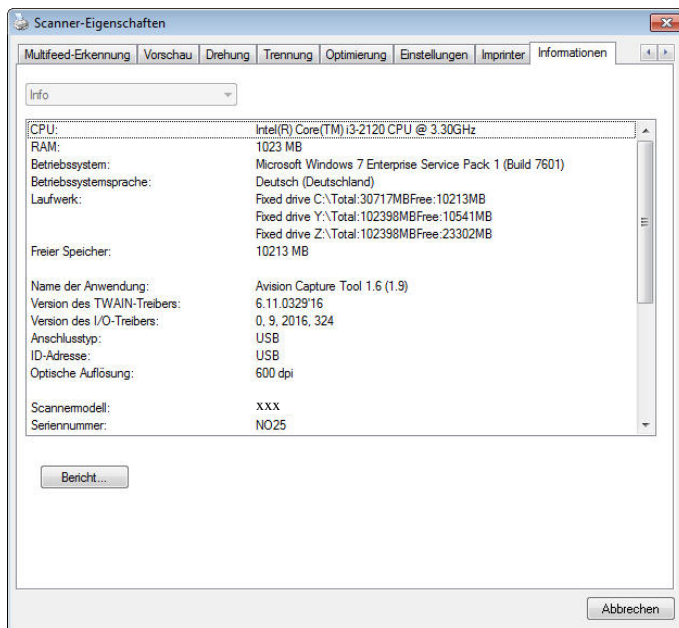 Scanner-Eigenschaften
Multifeed-Erkennung Vorschau Drehung Trennung Optimierung Einstellungen Imprinter Informationen
Info
CPU: Intel(R) Core(TM) i3-2120 CPU @ 3.30GHz
RAM: 1023 MB
Betriebssystem: Microsoft Windows 7 Enterprise Service Pack 1 (Build 7601)
Betriebssystemsprache: Deutsch (Deutschland)
Laufwerk: Fixed drive C:\Total:30717MBFree:10213MB
Fixed drive Y:\Total:102398MBFree:10541MB
Fixed drive Z:\Total:102398MBFree:23302MB
Freier Speicher: 10213 MB
Name der Anwendung: Avision Capture Tool 1.6 (1.9)
Version des TWAIN-Treibers: 6.11.0329'16
Version des I/O-Treibers: 0, 9, 2016, 324
Anschlusstyp: USB
ID-Adresse: USB
Optische Auflösung: 600 dpi
Scannermodell: xxx
Seriennummer: NO25
Bericht...
Abbrechen